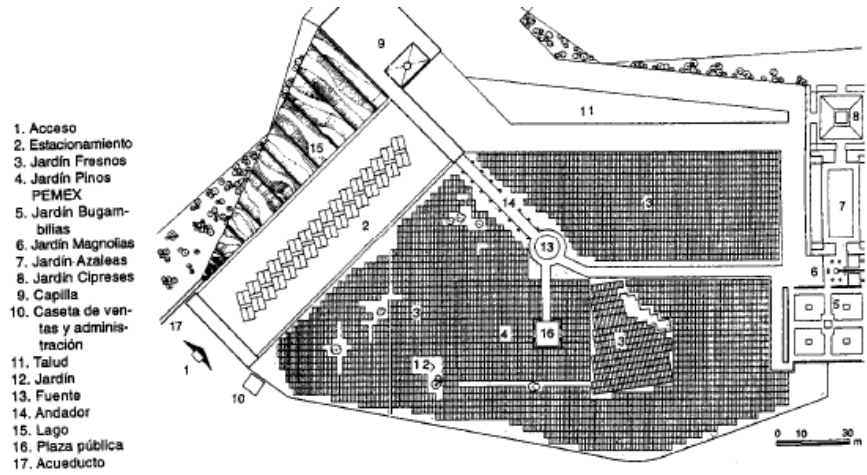 1. Acceso
2. Estacionamiento
3. Jardín Fresnos
4. Jardín Pinos
PEMEX
5. Jardín Bugam-
bilias
6. Jardín Magnolias
7. Jardín Azaleas
8. Jardín Cipreses
9. Capilla
10. Caseta de ven-
tas y adminis-
tración
11. Talud
12. Jardín
13. Fuente
14. Andador
15. Lago
16. Plaza pública
17. Acueducto
9
11
8
15
3
2
14
7
13
6
5
3
4
16
3
17
12
1
10
0 10 30
m